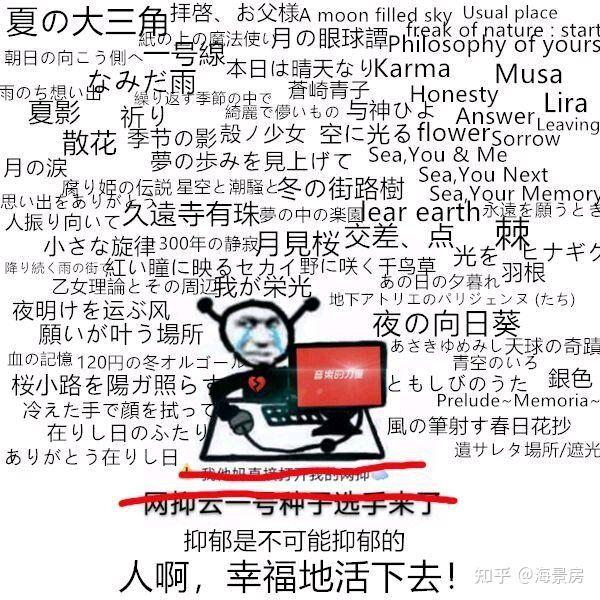 夏の大三角 拝啓、お父様 A moon filled sky Usual place
紙の上の魔法使い 月の眼球譚 freak of nature : start
朝日の向こう側へ 一号線 Philosophy of yours
なみだ雨 本日は晴天なり Karma Musa
雨のち想い出 繰り返す季節の中で 蒼崎青子 Honesty Lira
夏影 祈り 綺麗で儚いもの 与神ひよ Answer Leaving
散花 季节の影 殻ノ少女 空に光る flower Sorrow
月の涙 夢の歩みを見上げて Sea,You & Me
Sea,You Next
腐り姫の伝説 星空と潮騒と 冬の街路樹 Sea,Your Memory
思い出をありがとう 久遠寺有珠 夢の中の楽園 lear earth 永遠を願うとき
人振り向いて 交差、点 棘
小さな旋律 300年の静寂 月見桜 光を ヒナギク
降り続く雨の街で 紅い瞳に映るセカイ 野に咲く千鸟草 羽根
乙女理論とその周辺 我が栄光 あの日の夕暮れ
地下アトリエのパリジェンヌ (たち)
夜明けを运ぶ风 夜の向日葵
願いが叶う場所 あさきゆめみし 天球の奇蹟
血の記憶 120円の冬 オルゴール 青空のいろ
桜小路を陽ガ照らす ともしびのうた 銀色
Prelude~Memoria~
冷えた手で顔を拭って 風の筆射す春日花抄
在りし日のふたり 遺サレタ場所/遮光
ありがとう在りし日
音樂的力量
我他妈直接打开我的网抑
网抑云一号种子选手来了
抑郁是不可能抑郁的
人啊，幸福地活下去！
知乎 @海景房